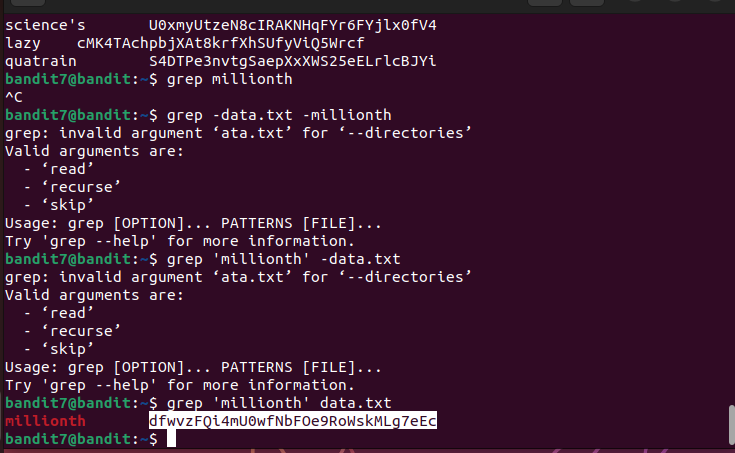 science's       U0xmyUtzeN8cIRAKNHqFYr6FYjlx0fV4
lazy    cMK4TAchpbjXAt8krfXhSUfyViQ5Wrcf
quatrain        S4DTPe3nvtgSaepXxXWS25eELrlcBJYi
bandit7@bandit:~$ grep millionth
^C
bandit7@bandit:~$ grep -data.txt -millionth
grep: invalid argument ‘ata.txt’ for ‘--directories’
Valid arguments are:
  - ‘read’
  - ‘recurse’
  - ‘skip’
Usage: grep [OPTION]... PATTERNS [FILE]...
Try 'grep --help' for more information.
bandit7@bandit:~$ grep 'millionth' -data.txt
grep: invalid argument ‘ata.txt’ for ‘--directories’
Valid arguments are:
  - ‘read’
  - ‘recurse’
  - ‘skip’
Usage: grep [OPTION]... PATTERNS [FILE]...
Try 'grep --help' for more information.
bandit7@bandit:~$ grep 'millionth' data.txt
millionth       dfwvzFQi4mU0wfNbFOe9RoWskMLg7eEc
bandit7@bandit:~$